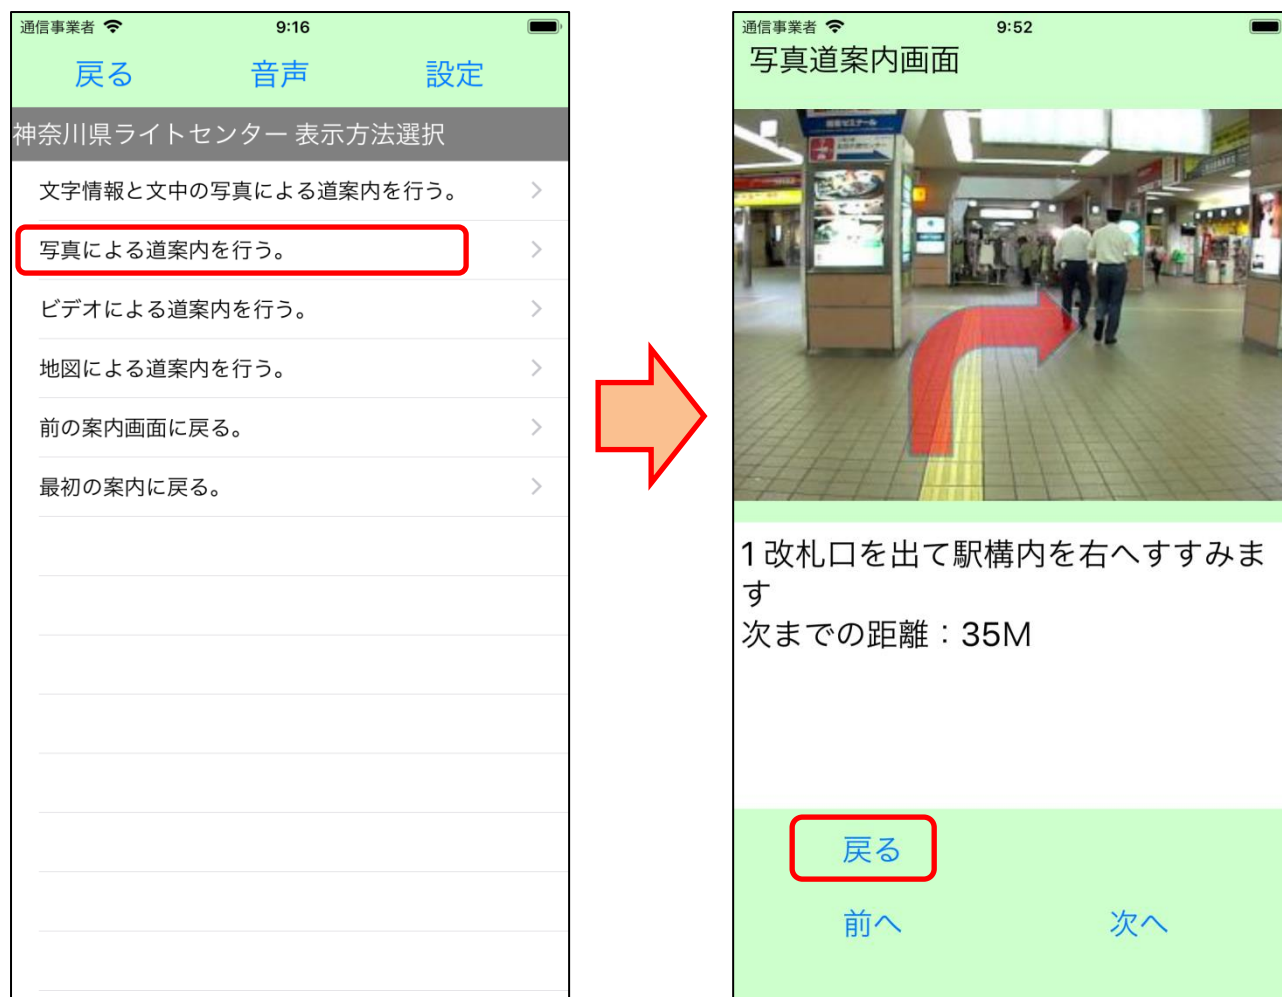 通信事業者 9:16
戻る 音声 設定
神奈川県ライトセンター 表示方法選択
文字情報と文中の写真による道案内を行う。
写真による道案内を行う。
ビデオによる道案内を行う。
地図による道案内を行う。
前の案内画面に戻る。
最初の案内に戻る。
通信事業者 9:52
写真道案内画面
1 改札口を出て駅構内を右へすすみま
す
次までの距離：35M
戻る
前へ 次へ